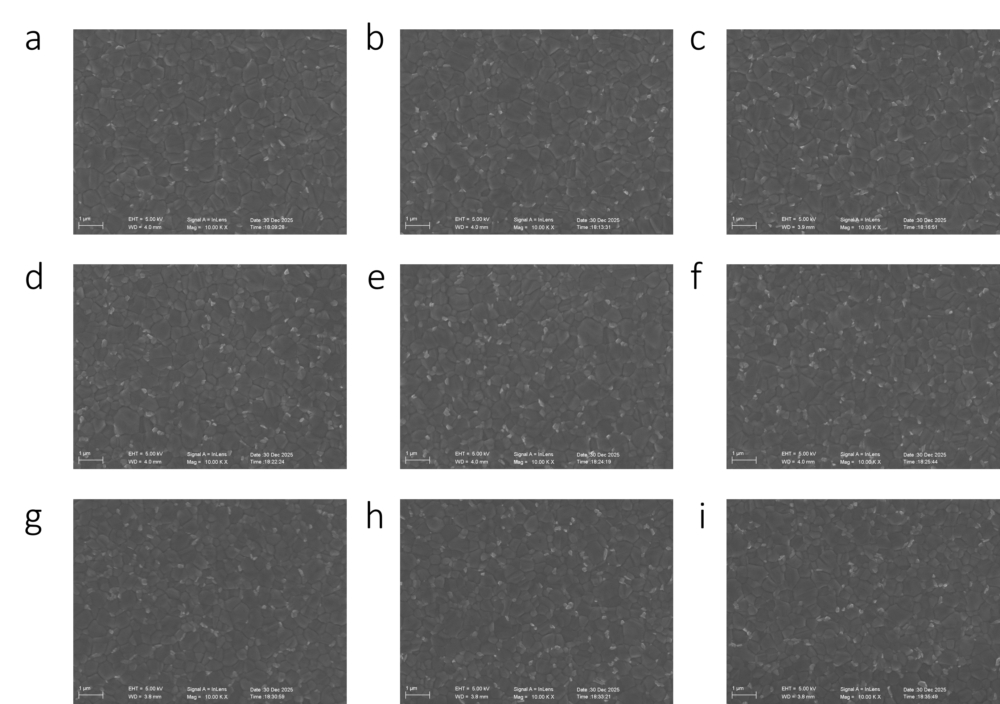 a
b
c
1 µm
EHT = 5.00 kV
Signal A = InLens
Date :30 Dec 2025
WD = 4.0 mm
Mag = 10.00 K X
Time :18:09:28
1 µm
EHT = 5.00 kV
Signal A = InLens
Date :30 Dec 2025
WD = 4.0 mm
Mag = 10.00 K X
Time :18:13:31
1 µm
EHT = 5.00 kV
Signal A = InLens
Date :30 Dec 2025
WD = 3.9 mm
Mag = 10.00 K X
Time :18:16:51
d
e
f
1 µm
EHT = 5.00 kV
Signal A = InLens
Date :30 Dec 2025
WD = 4.0 mm
Mag = 10.00 K X
Time :18:22:24
1 µm
EHT = 5.00 kV
Signal A = InLens
Date :30 Dec 2025
WD = 4.0 mm
Mag = 10.00 K X
Time :18:24:19
1 µm
EHT = 5.00 kV
Signal A = InLens
Date :30 Dec 2025
WD = 4.0 mm
Mag = 10.00 K X
Time :18:25:44
g
h
i
1 µm
EHT = 5.00 kV
Signal A = InLens
Date :30 Dec 2025
WD = 3.8 mm
Mag = 10.00 K X
Time :18:30:59
1 µm
EHT = 5.00 kV
Signal A = InLens
Date :30 Dec 2025
WD = 3.8 mm
Mag = 10.00 K X
Time :18:33:21
1 µm
EHT = 5.00 kV
Signal A = InLens
Date :30 Dec 2025
WD = 3.8 mm
Mag = 10.00 K X
Time :18:35:49